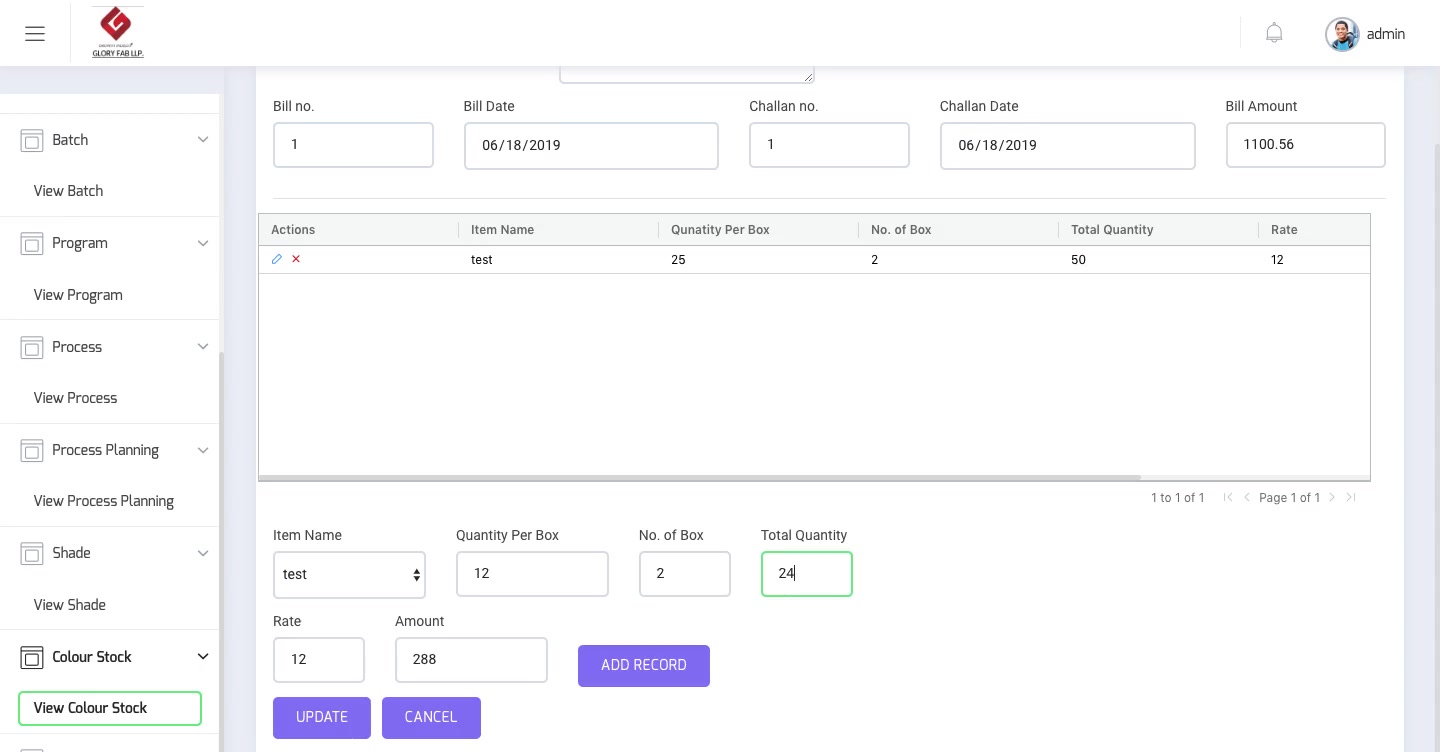 GLORY FAB LLP.
admin
Batch
View Batch
Program
View Program
Process
View Process
Process Planning
View Process Planning
Shade
View Shade
Colour Stock
View Colour Stock
Bill no. Bill Date Challan no. Challan Date Bill Amount
1 06/18/2019 1 06/18/2019 1100.56
Actions Item Name Qunatity Per Box No. of Box Total Quantity Rate
test 25 2 50 12
1 to 1 of 1 Page 1 of 1
Item Name Quantity Per Box No. of Box Total Quantity
test 12 2 24
Rate Amount
12 288 ADD RECORD
UPDATE CANCEL